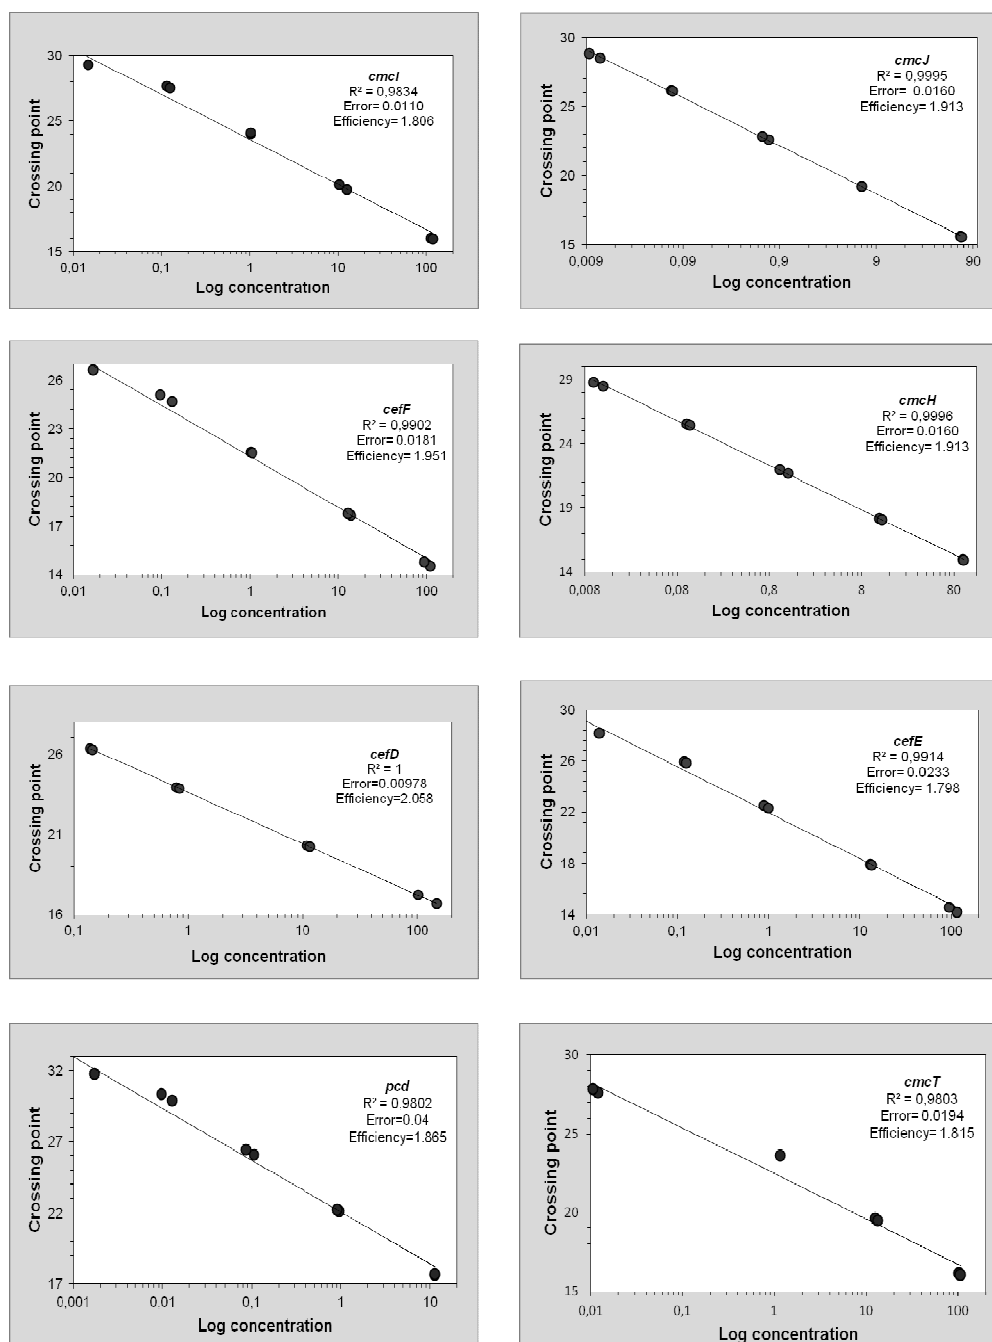 cmcI
R² = 0,9834
Error= 0.0110
Efficiency= 1.806
Crossing point
30
25
20
15
0,01 0,1 1 10 100
Log concentration
cmcJ
R² = 0,9995
Error= 0.0160
Efficiency= 1.913
Crossing point
30
25
20
15
0,009 0,09 0,9 9 90
Log concentration
cefF
R² = 0,9902
Error= 0.0181
Efficiency= 1.951
Crossing point
26
23
20
17
14
0,01 0,1 1 10 100
Log concentration
cmcH
R² = 0,9996
Error= 0.0160
Efficiency= 1.913
Crossing point
29
24
19
14
0,008 0,08 0,8 8 80
Log concentration
cefD
R² = 1
Error=0.00978
Efficiency=2.058
Crossing point
26
21
16
0,1 1 10 100
Log concentration
cefE
R² = 0,9914
Error= 0.0233
Efficiency= 1.798
Crossing point
30
26
22
18
14
0,01 0,1 1 10 100
Log concentration
pcd
R² = 0.9802
Error=0.04
Efficiency=1.865
Crossing point
32
27
22
17
0,001 0,01 0,1 1 10
Log concentration
cmcT
R² = 0,9803
Error= 0.0194
Efficiency= 1.815
Crossing point
30
25
20
15
0,01 0,1 1 10 100
Log concentration